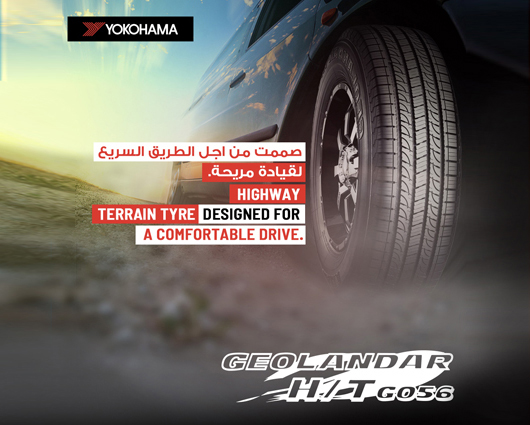 YOKOHAMA
صممت من اجل الطريق السريع
لقيادة مريحة.
HIGHWAY
TERRAIN TYRE DESIGNED FOR
A COMFORTABLE DRIVE.
GEOLANDAR
H/T G056